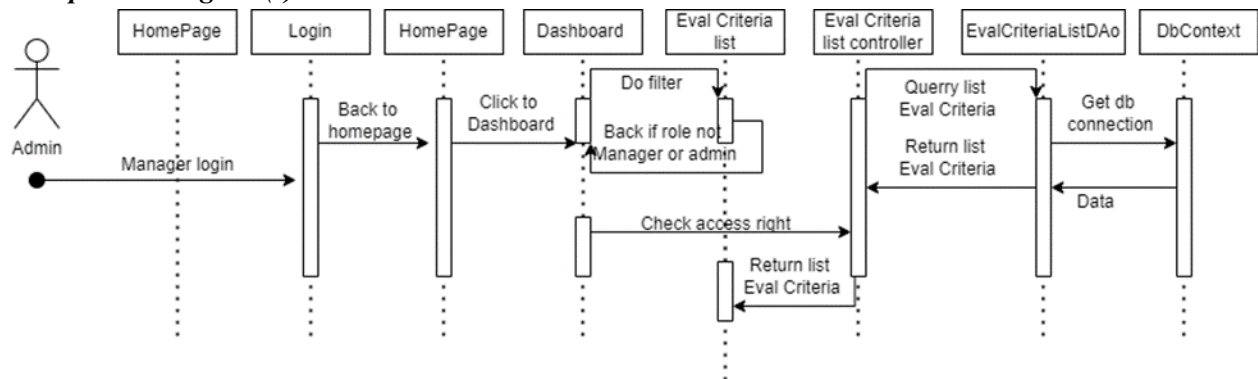 HomePage
Login
HomePage
Dashboard
Eval Criteria
list
Eval Criteria
list controller
EvalCriteriaListDAo
DbContext
Admin
Manager login
Back to
homepage
Click to
Dashboard
Do filter
Back if role not
Manager or admin
Querry list
Eval Criteria
Get db
connection
Return list
Eval Criteria
Data
Check access right
Return list
Eval Criteria